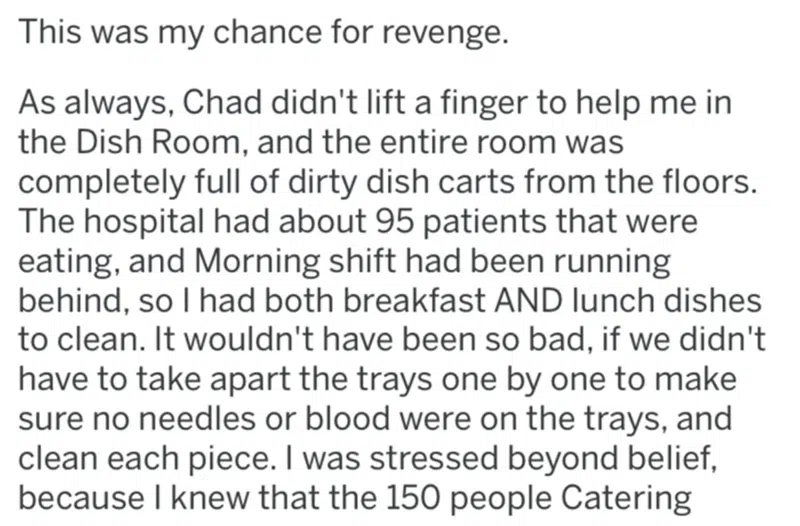 This was my chance for revenge.
As always, Chad didn't lift a finger to help me in
the Dish Room, and the entire room was
completely full of dirty dish carts from the floors.
The hospital had about 95 patients that were
eating, and Morning shift had been running
behind, so I had both breakfast AND lunch dishes
to clean. It wouldn't have been so bad, if we didn't
have to take apart the trays one by one to make
sure no needles or blood were on the trays, and
clean each piece. I was stressed beyond belief,
because I knew that the 150 people Catering